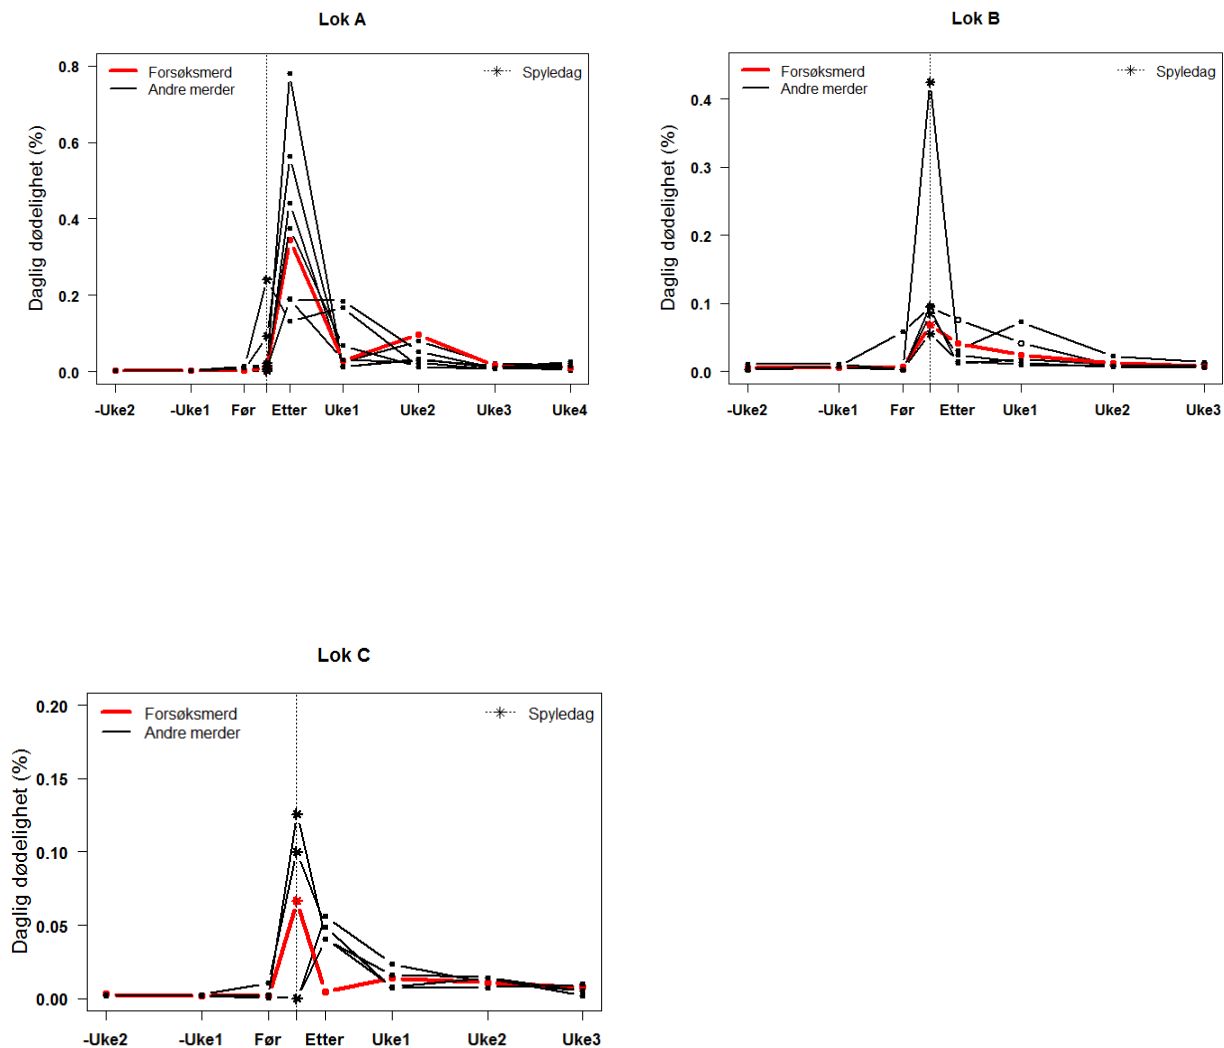 Lok A
Daglig dødelighet (%)
0.8
0.6
0.4
0.2
0.0
Forsøksmerd
Andre merder
Spyledag
-Uke2 -Uke1 Før Etter Uke1 Uke2 Uke3 Uke4
Lok B
Daglig dødelighet (%)
0.4
0.3
0.2
0.1
0.0
Forsøksmerd
Andre merder
Spyledag
-Uke2 -Uke1 Før Etter Uke1 Uke2 Uke3
Lok C
Daglig dødelighet (%)
0.20
0.15
0.10
0.05
0.00
Forsøksmerd
Andre merder
Spyledag
-Uke2 -Uke1 Før Etter Uke1 Uke2 Uke3